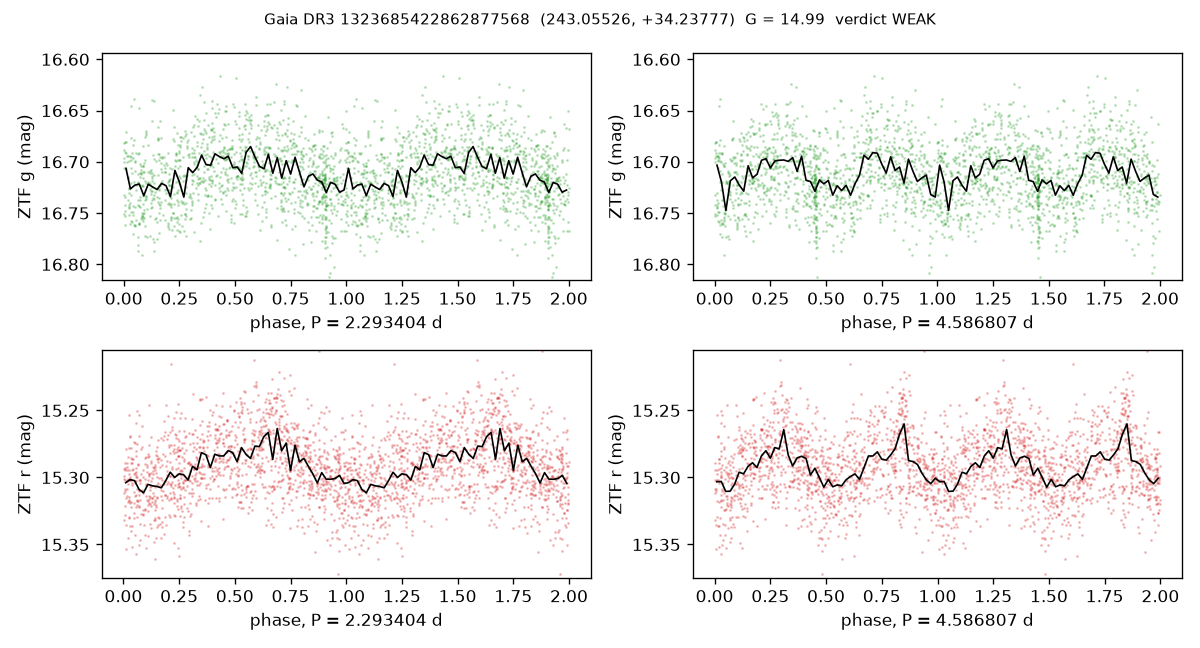 Gaia DR3 1323685422862877568  (243.05526, +34.23777)  G = 14.99  verdict WEAK
ZTF g (mag)
16.60
16.65
16.70
16.75
16.80
0.00 0.25 0.50 0.75 1.00 1.25 1.50 1.75 2.00
phase, P = 2.293404 d
ZTF g (mag)
16.60
16.65
16.70
16.75
16.80
0.00 0.25 0.50 0.75 1.00 1.25 1.50 1.75 2.00
phase, P = 4.586807 d
ZTF r (mag)
15.25
15.30
15.35
0.00 0.25 0.50 0.75 1.00 1.25 1.50 1.75 2.00
phase, P = 2.293404 d
ZTF r (mag)
15.25
15.30
15.35
0.00 0.25 0.50 0.75 1.00 1.25 1.50 1.75 2.00
phase, P = 4.586807 d